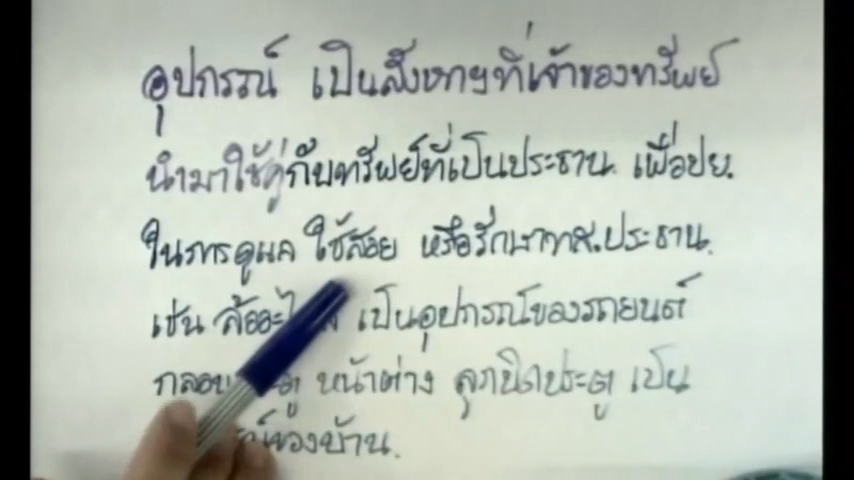 อุปกรณ์ เป็นสังหาฯที่เจ้าของทรัพย์
นำมาใช้คู่กับทรัพย์ที่เป็นประธาน เพื่อปย.
ในการดูแล ใช้สอย หรือรักษาทส.ประธาน.
เช่น ล้ออะไ เป็นอุปกรณ์ของรถยนต์
กลอน หน้าต่าง ลูกบิดประตู เป็น
ของบ้าน.